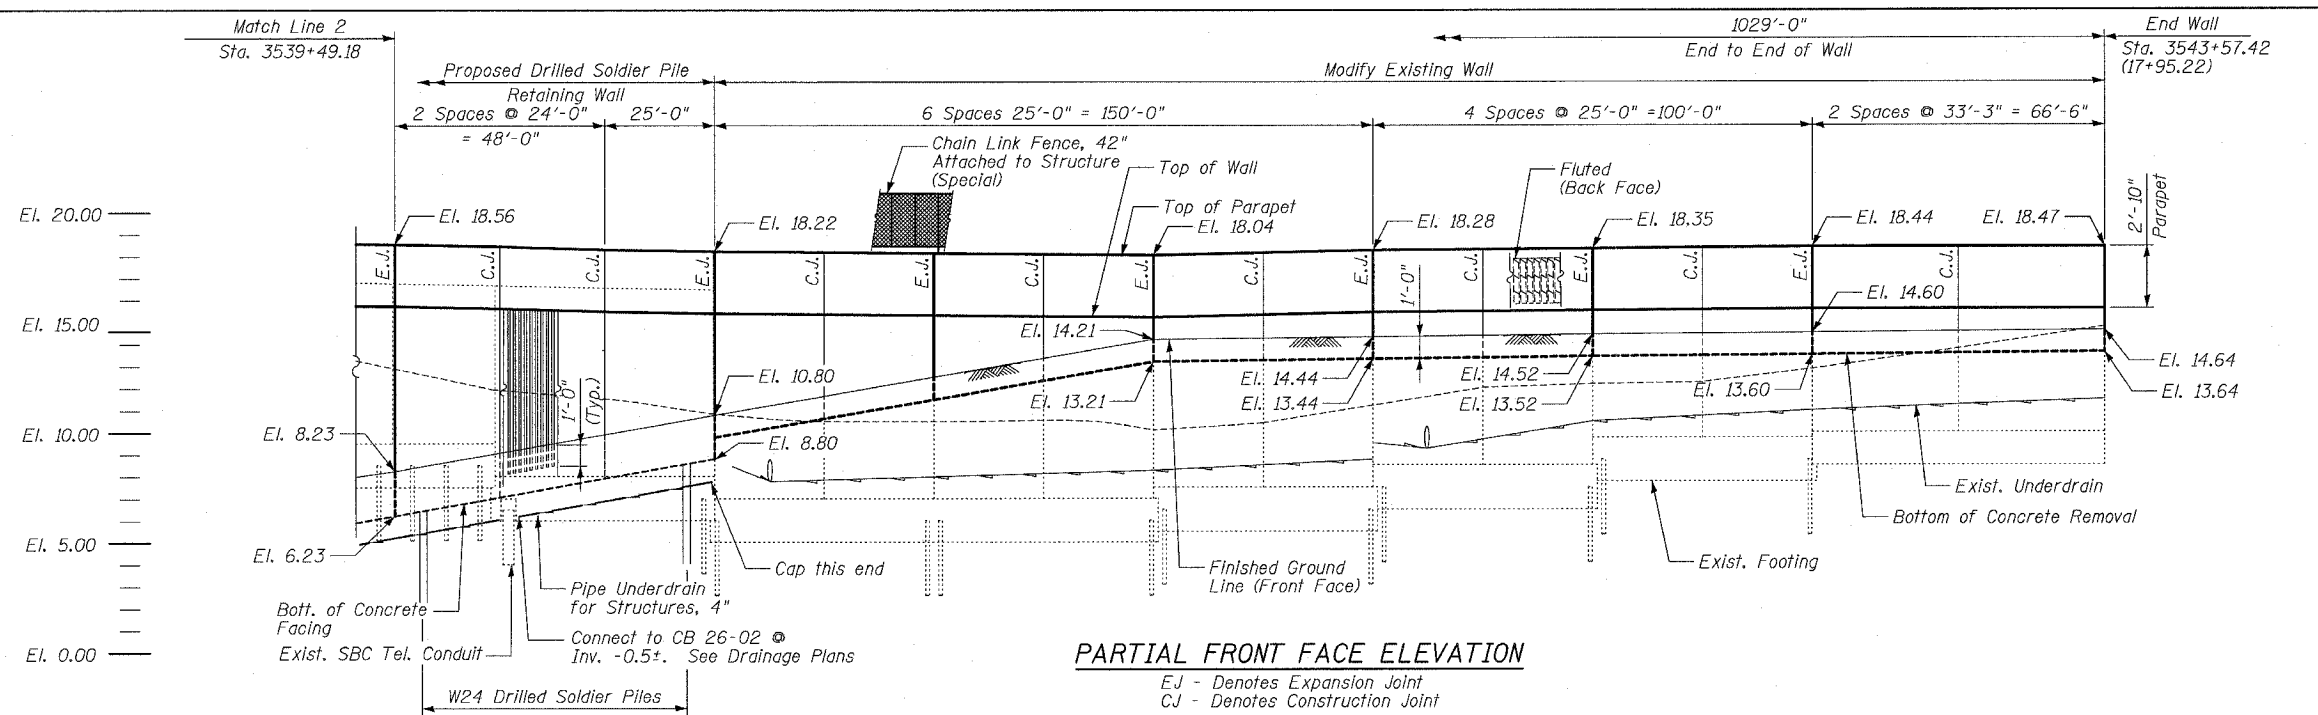 Match Line 2
Sta. 3539+49.18
1029'-0"
End to End of Wall
End Wall
Sta. 3543+57.42
(17+95.22)
Proposed Drilled Soldier Pile
Retaining Wall
Modify Existing Wall
2 Spaces @ 24'-0"
= 48'-0"
25'-0"
6 Spaces 25'-0" = 150'-0"
4 Spaces @ 25'-0" =100'-0"
2 Spaces @ 33'-3" = 66'-6"
Chain Link Fence, 42"
Attached to Structure
(Special)
Top of Wall
Top of Parapet
Fluted
(Back Face)
2'-10"
Parapet
El. 20.00
El. 15.00
El. 10.00
El. 5.00
El. 0.00
El. 18.56
El. 18.22
El. 18.04
El. 18.28
El. 18.35
El. 18.44
El. 18.47
E.J.
C.J.
C.J.
E.J.
C.J.
E.J.
C.J.
E.J.
C.J.
E.J.
C.J.
E.J.
C.J.
E.J.
C.J.
1'-0"
El. 14.60
El. 14.21
El. 10.80
1'-0"
(Typ.)
El. 13.21
El. 14.44
El. 13.44
El. 14.52
El. 13.52
El. 13.60
El. 14.64
El. 13.64
El. 8.23
El. 8.80
El. 6.23
Exist. Underdrain
Bottom of Concrete Removal
Exist. Footing
Cap this end
Finished Ground
Line (Front Face)
Pipe Underdrain
for Structures, 4"
Bott. of Concrete
Facing
Exist. SBC Tel. Conduit
Connect to CB 26-02 @
Inv. -0.5±. See Drainage Plans
W24 Drilled Soldier Piles
PARTIAL FRONT FACE ELEVATION
EJ - Denotes Expansion Joint
CJ - Denotes Construction Joint